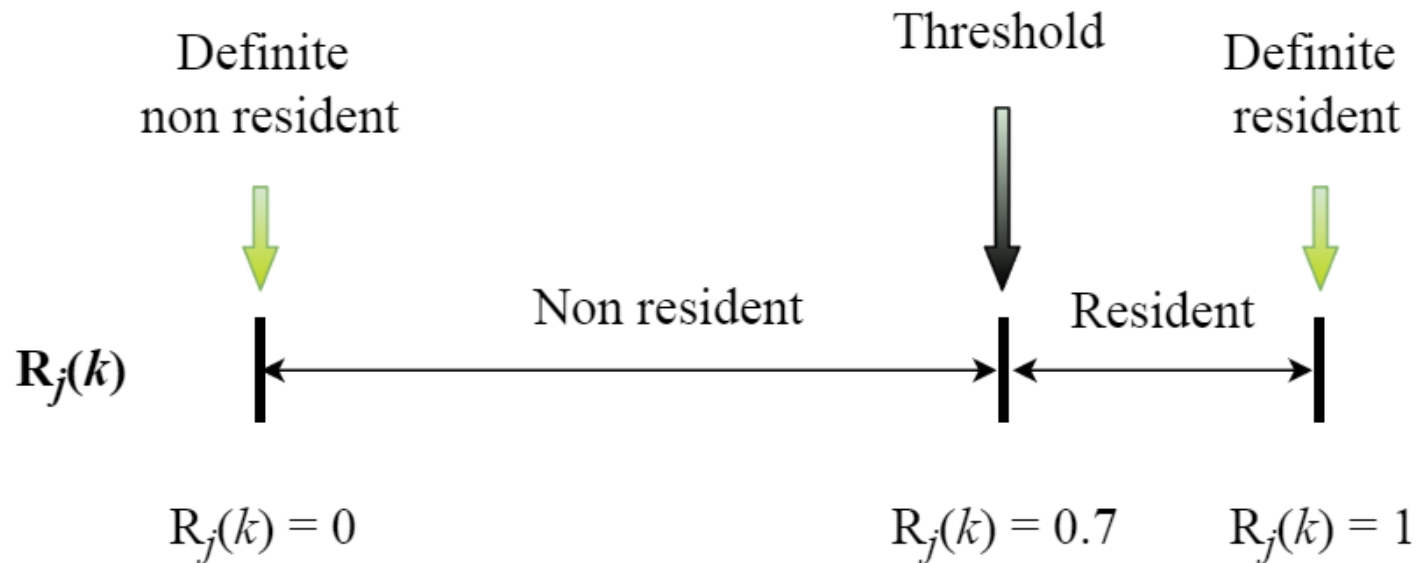 Definite
non resident
Threshold
Definite
resident
Non resident
Resident
Rj(k)
Rj(k) = 0
Rj(k) = 0.7
Rj(k) = 1